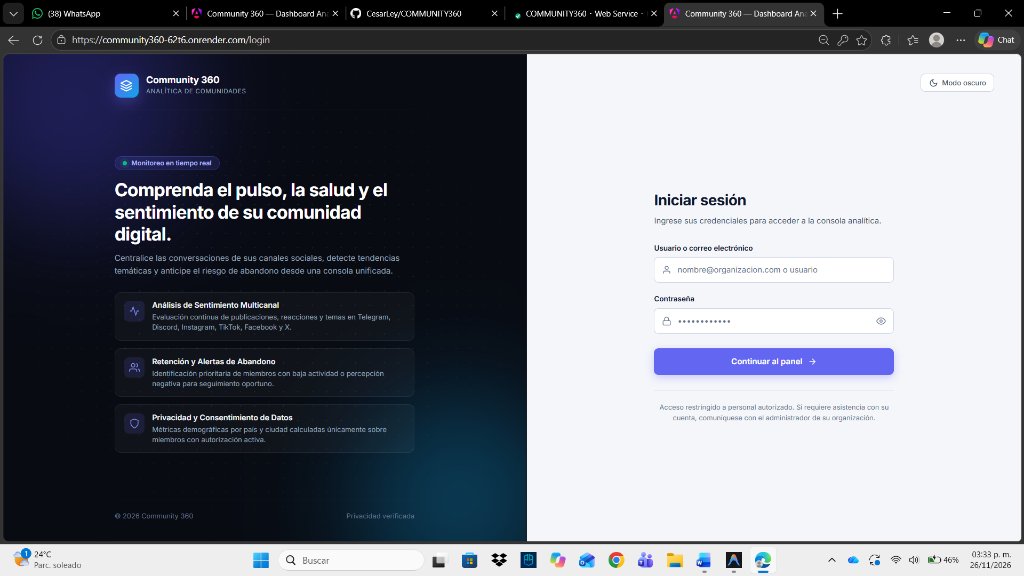 (38) WhatsApp
Community 360 — Dashboard An
CesarLey/COMMUNITY360
COMMUNITY360 · Web Service ·
Community 360 — Dashboard An
https://community360-62t6.onrender.com/login
Chat
Community 360
ANALÍTICA DE COMUNIDADES
Monitoreo en tiempo real
Comprenda el pulso, la salud y el
sentimiento de su comunidad
digital.
Centralice las conversaciones de sus canales sociales, detecte tendencias
temáticas y anticipe el riesgo de abandono desde una consola unificada.
Análisis de Sentimiento Multicanal
Evaluación continua de publicaciones, reacciones y temas en Telegram,
Discord, Instagram, TikTok, Facebook y X.
Retención y Alertas de Abandono
Identificación prioritaria de miembros con baja actividad o percepción
negativa para seguimiento oportuno.
Privacidad y Consentimiento de Datos
Métricas demográficas por país y ciudad calculadas únicamente sobre
miembros con autorización activa.
© 2026 Community 360
Privacidad verificada
Modo oscuro
Iniciar sesión
Ingrese sus credenciales para acceder a la consola analítica.
Usuario o correo electrónico
nombre@organizacion.com o usuario
Contraseña
••••••••••••
Continuar al panel →
Acceso restringido a personal autorizado. Si requiere asistencia con su
cuenta, comuníquese con el administrador de su organización.
1
24°C
Parc. soleado
Buscar
46%
03:33 p. m.
26/11/2026